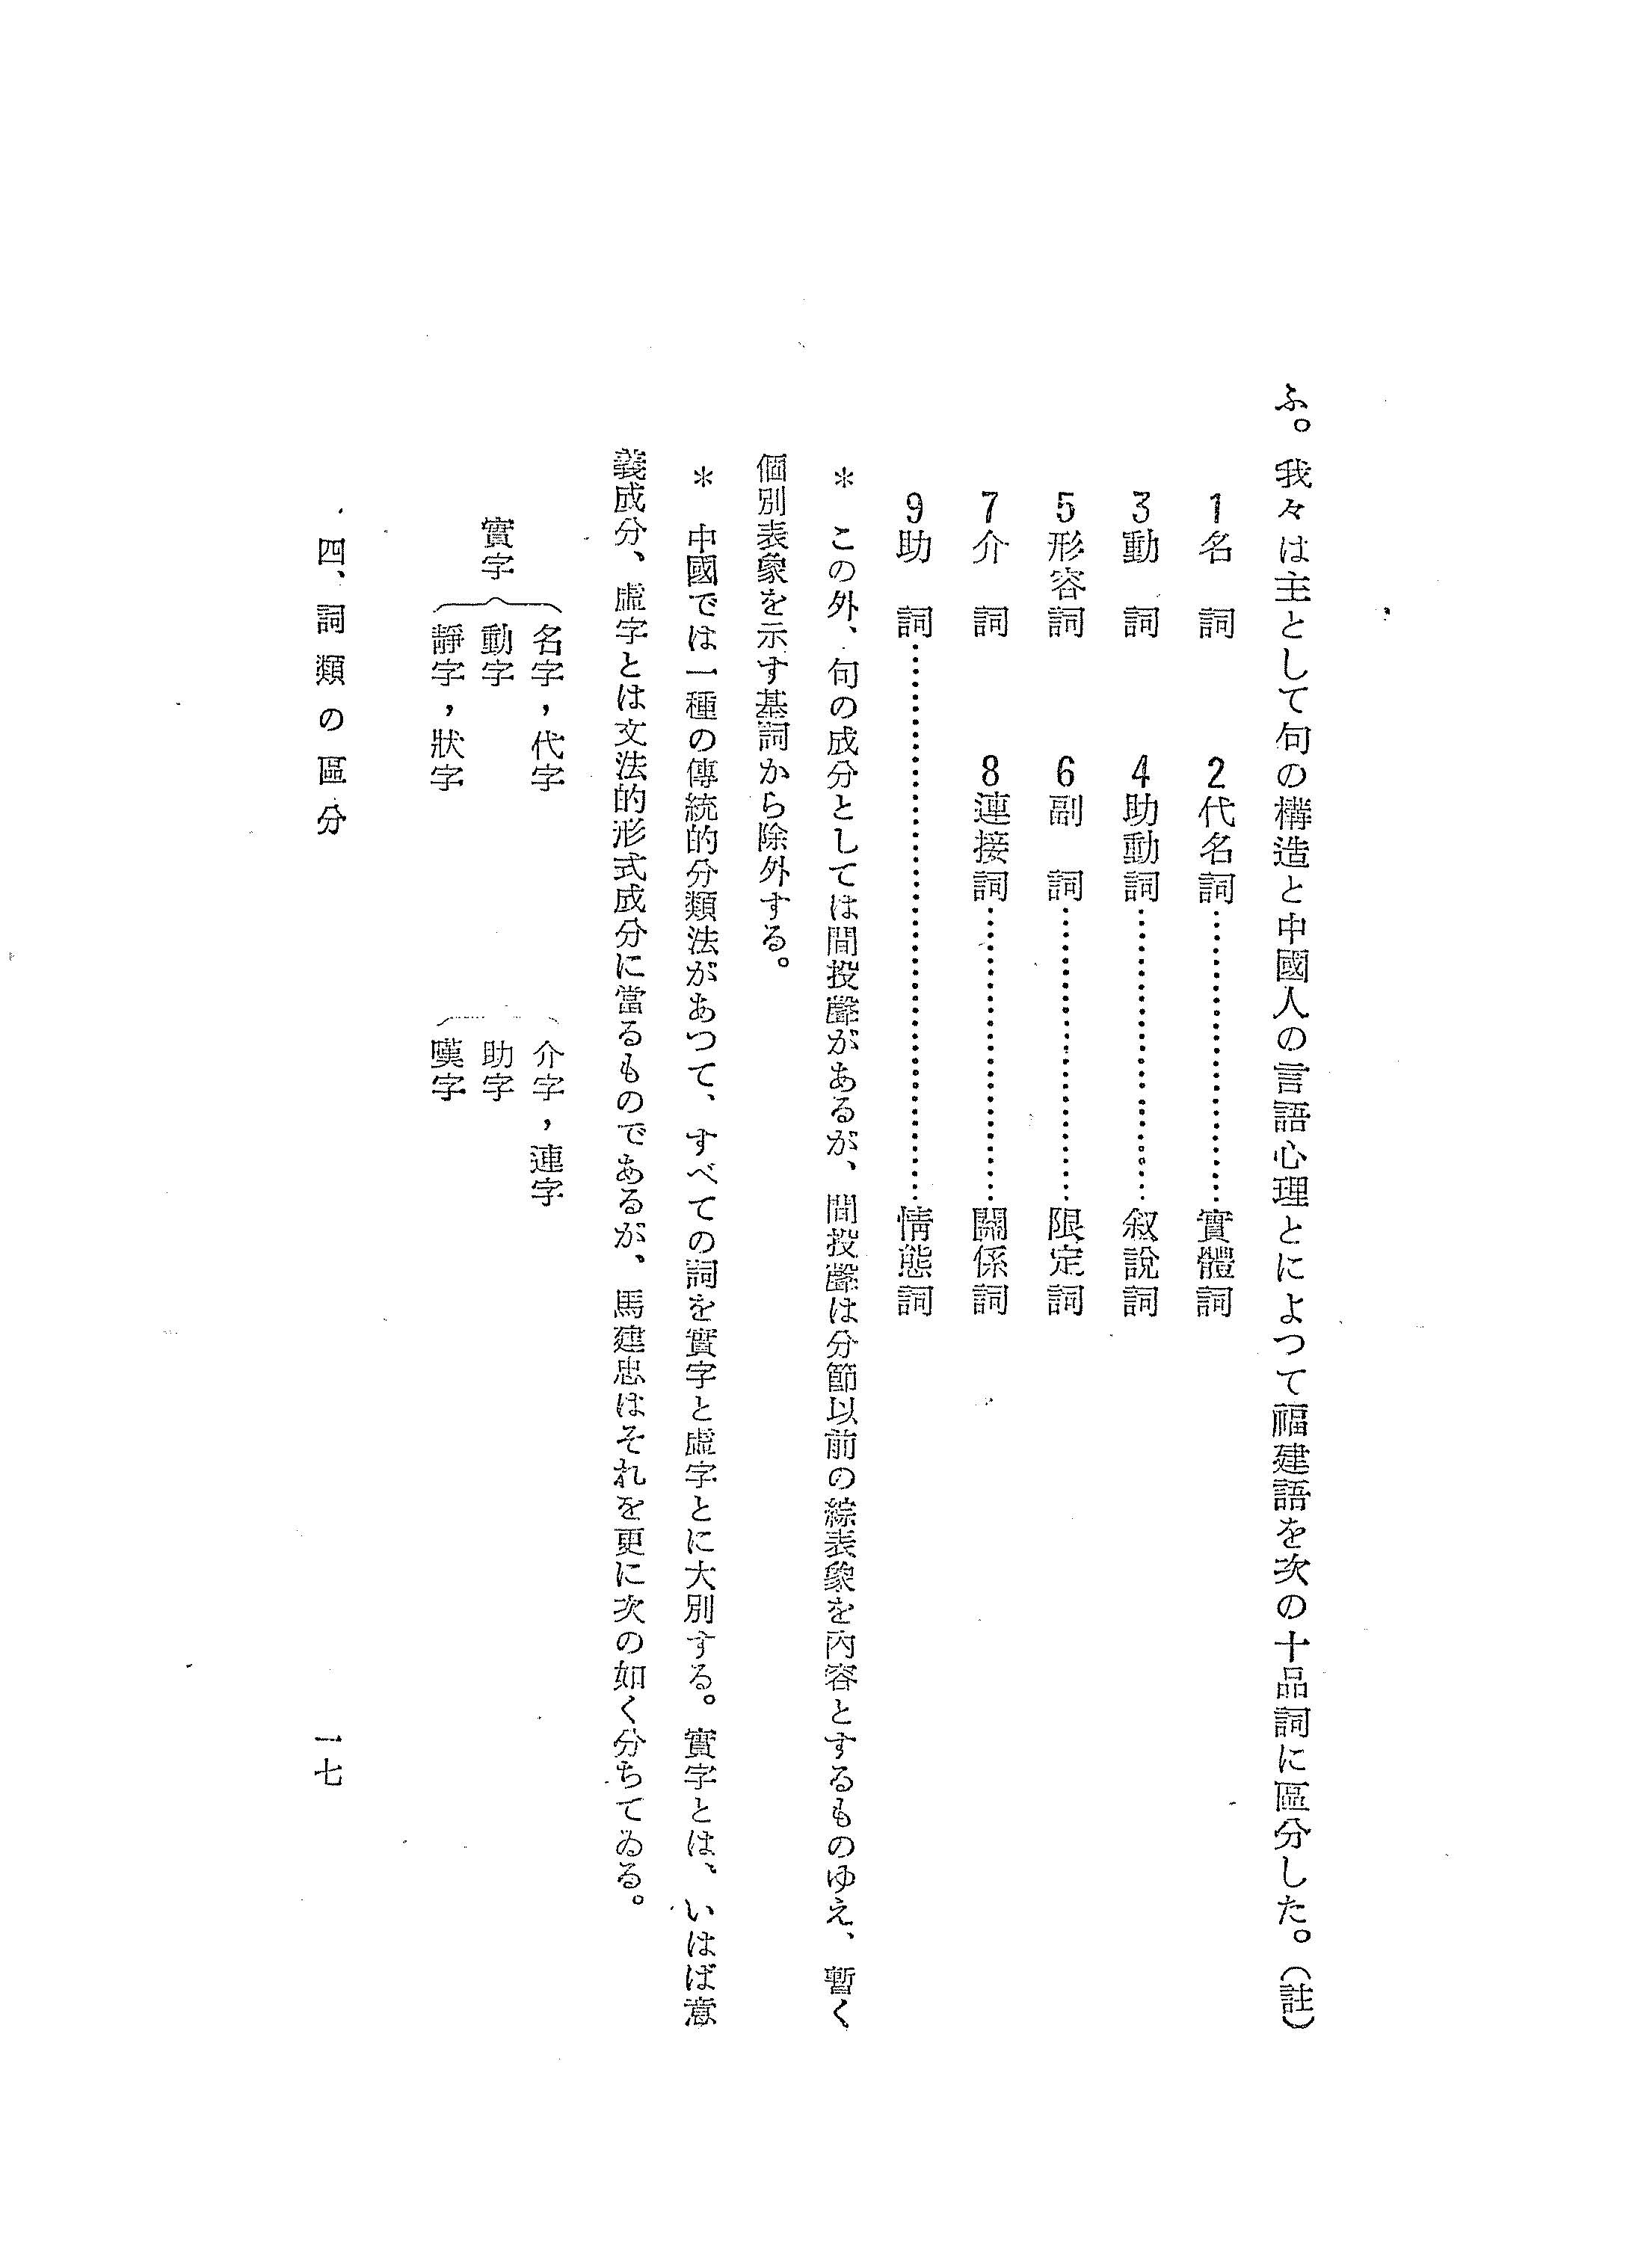 ふ。我々は主として句の構造と中國人の言語心理とによつて福建語を次の十品詞に區分した。（註）
1名　詞　2代名詞………………實體詞
3動　詞　4助動詞………………叙說詞
5形容詞　6副　詞………………限定詞
7介　詞　8連接詞………………關係詞
9助　詞………………………………情態詞
＊　この外、句の成分としては間投聲があるが、間投聲は分節以前の綜表象を內容とするものゆえ、暫く
個別表象を示す基詞から除外する。
＊　中國では一種の傳統的分類法があつて、すべての詞を實字と虛字とに大別する。實字とは、いはば意
義成分、虛字とは文法的形式成分に當るものであるが、馬建忠はそれを更に次の如く分ちてゐる。
實字
名字，代字
動字
靜字，狀字
介字，連字
助字
嘆字
四、詞類の區分
一七